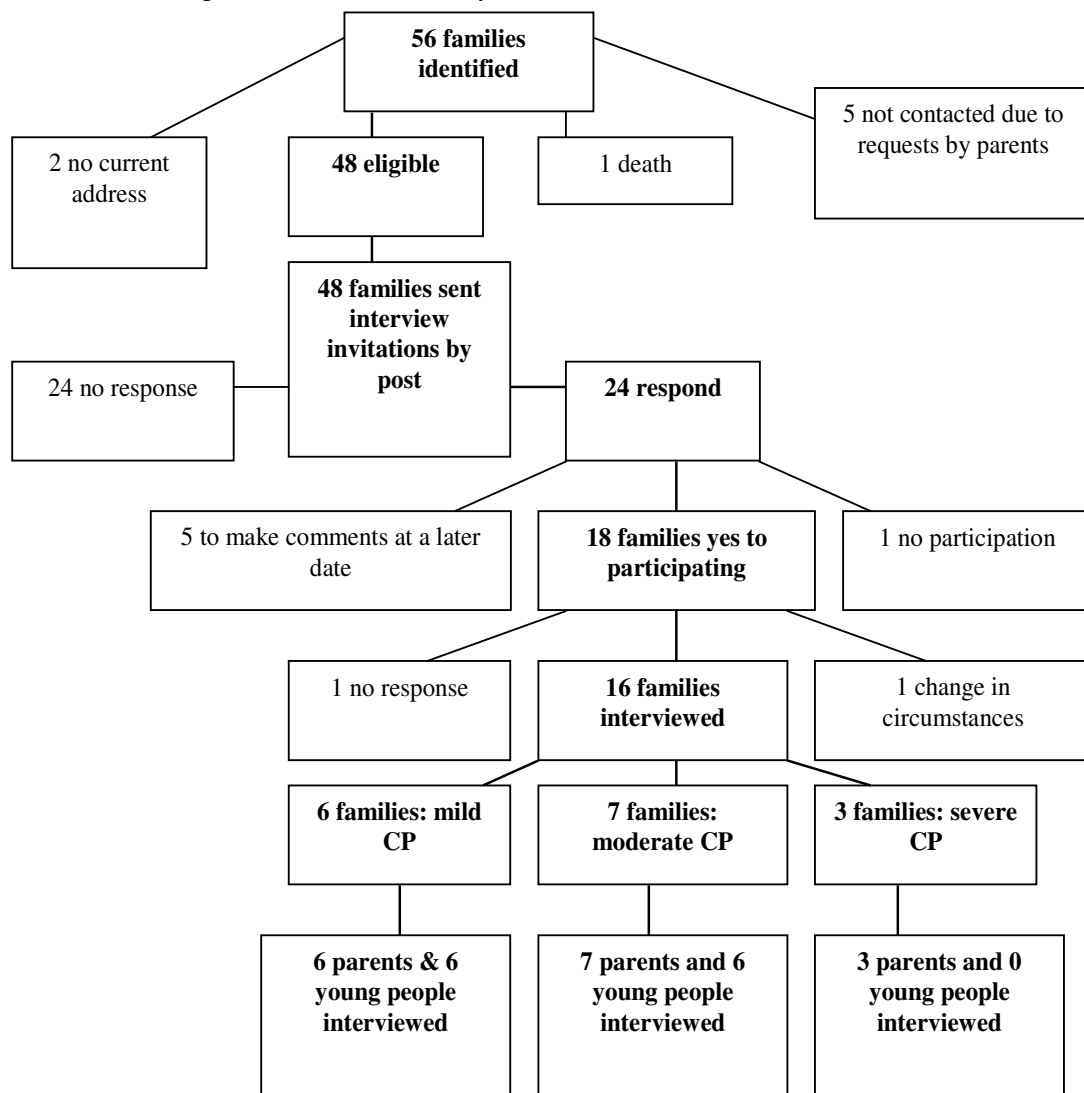 56 families
identified
5 not contacted due to
requests by parents
2 no current
address
48 eligible
1 death
48 families sent
interview
invitations by
post
24 no response
24 respond
5 to make comments at a later
date
18 families yes to
participating
1 no participation
1 no response
16 families
interviewed
1 change in
circumstances
6 families: mild
CP
7 families:
moderate CP
3 families: severe
CP
6 parents & 6
young people
interviewed
7 parents and 6
young people
interviewed
3 parents and 0
young people
interviewed